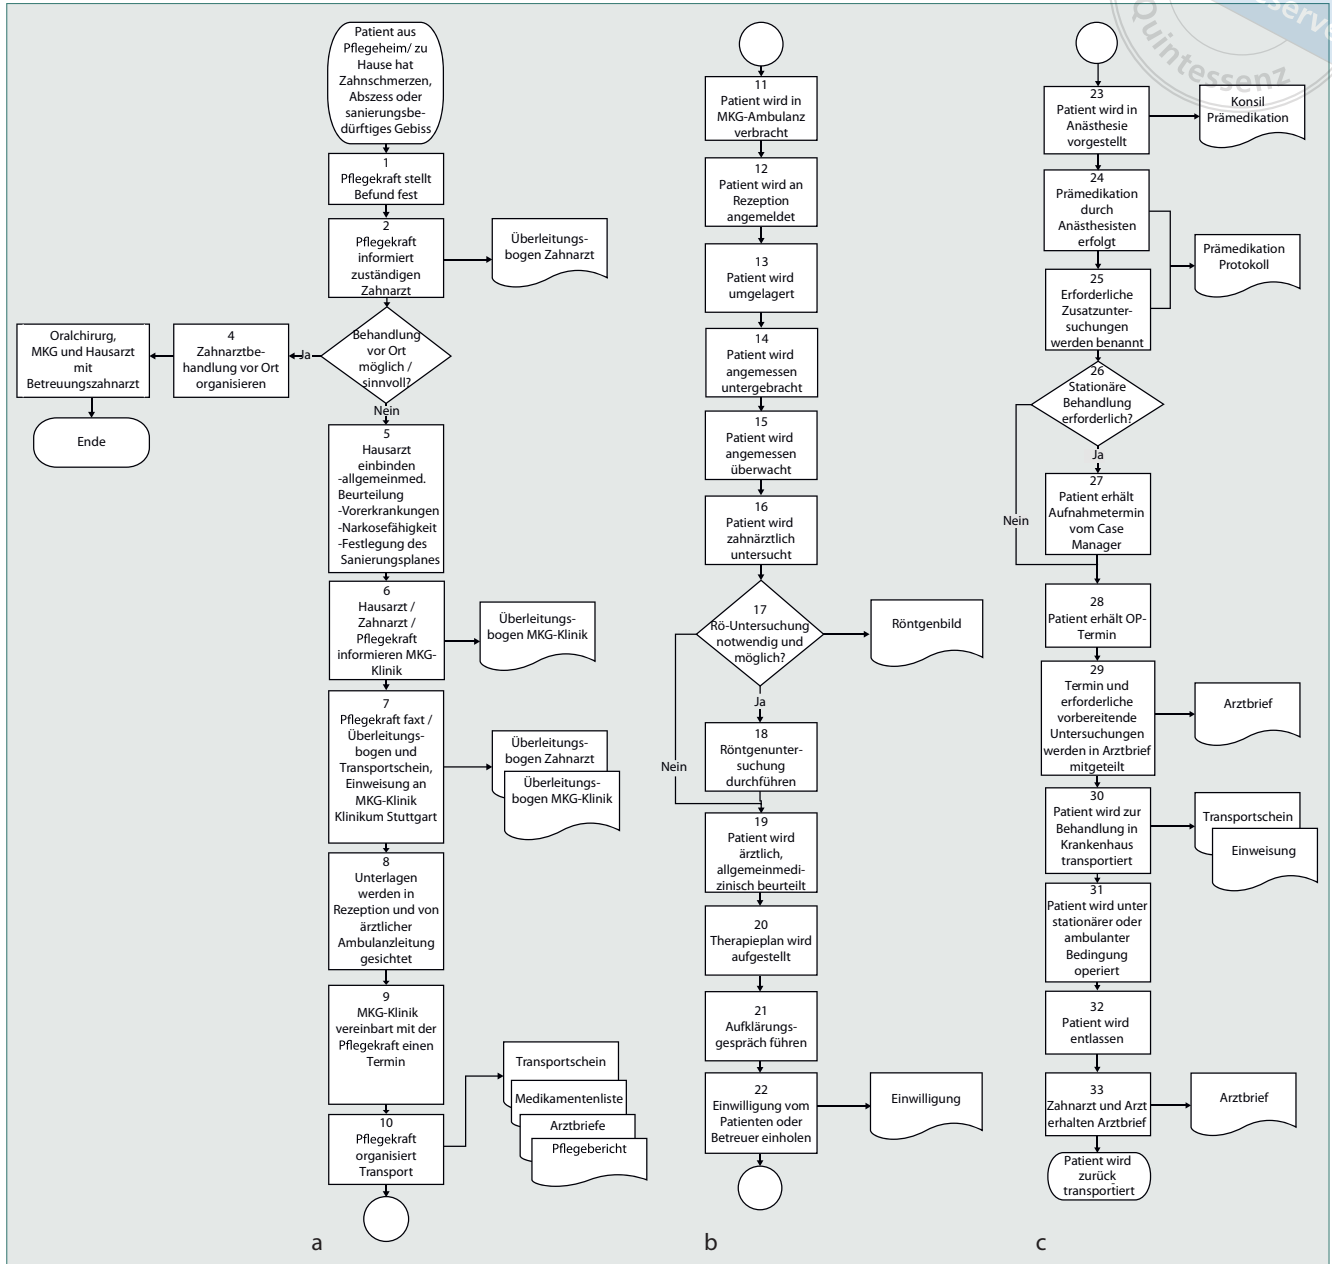 Patient aus
Pflegeheim/ zu
Hause hat
Zahnschmerzen,
Abszess oder
sanierungsbe-
dürftiges Gebiss
1
Pflegekraft stellt
Befund fest
2
Pflegekraft
informiert
zuständigen
Zahnarzt
Überleitungs-
bogen Zahnarzt
Behandlung
vor Ort
möglich /
sinnvoll?
Ja
4
Zahnarztbe-
handlung vor Ort
organisieren
Oralchirurg,
MKG und Hausarzt
mit
Betreuungszahnarzt
Ende
Nein
5
Hausarzt
einbinden
-allgemeinmed.
Beurteilung
-Vorerkrankungen
-Narkosefähigkeit
-Festlegung des
Sanierungsplanes
6
Hausarzt /
Zahnarzt /
Pflegekraft
informieren MKG-
Klinik
Überleitungs-
bogen MKG-Klinik
7
Pflegekraft faxt /
Überleitungs-
bogen und
Transportschein,
Einweisung an
MKG-Klinik
Klinikum Stuttgart
Überleitungs-
bogen Zahnarzt
Überleitungs-
bogen MKG-Klinik
8
Unterlagen
werden in
Rezeption und von
ärztlicher
Ambulanzleitung
gesichtet
9
MKG-Klinik
vereinbart mit der
Pflegekraft einen
Termin
10
Pflegekraft
organisiert
Transport
Transportschein
Medikamentenliste
Arztbriefe
Pflegebericht
a
11
Patient wird in
MKG-Ambulanz
verbracht
12
Patient wird an
Rezeption
angemeldet
13
Patient wird
umgelagert
14
Patient wird
angemessen
untergebracht
15
Patient wird
angemessen
überwacht
16
Patient wird
zahnärztlich
untersucht
17
Rö-Untersuchung
notwendig und
möglich?
Röntgenbild
Ja
Nein
18
Röntgenunter-
suchung
durchführen
19
Patient wird
ärztlich,
allgemeinmedi-
zinisch beurteilt
20
Therapieplan wird
aufgestellt
21
Aufklärungs-
gespräch führen
22
Einwilligung vom
Patienten oder
Betreuer einholen
Einwilligung
b
23
Patient wird in
Anästhesie
vorgestellt
Konsil
Prämedikation
24
Prämedikation
durch
Anästhesisten
erfolgt
Prämedikation
Protokoll
25
Erforderliche
Zusatzunter-
suchungen
werden benannt
26
Stationäre
Behandlung
erforderlich?
Ja
Nein
27
Patient erhält
Aufnahmetermin
vom Case
Manager
28
Patient erhält OP-
Termin
29
Termin und
erforderliche
vorbereitende
Untersuchungen
werden in Arztbrief
mitgeteilt
Arztbrief
30
Patient wird zur
Behandlung in
Krankenhaus
transportiert
Transportschein
Einweisung
31
Patient wird unter
stationärer oder
ambulanter
Bedingung
operiert
32
Patient wird
entlassen
33
Zahnarzt und Arzt
erhalten Arztbrief
Arztbrief
Patient wird
zurück
transportiert
c
Quintessenz